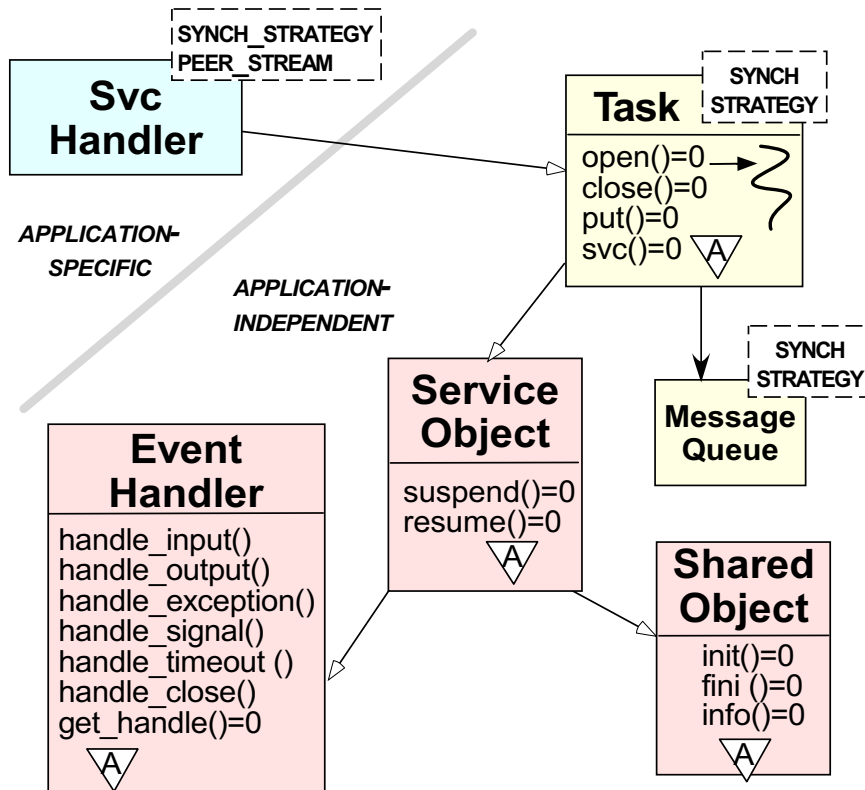 SYNCH_STRATEGY
PEER_STREAM
Svc
Handler
SYNCH
STRATEGY
Task
open()=0
close()=0
put()=0
svc()=0
A
APPLICATION-
SPECIFIC
APPLICATION-
INDEPENDENT
SYNCH
STRATEGY
Message
Queue
Service
Object
suspend()=0
resume()=0
A
Event
Handler
handle_input()
handle_output()
handle_exception()
handle_signal()
handle_timeout ()
handle_close()
get_handle()=0
A
Shared
Object
init()=0
fini ()=0
info()=0
A